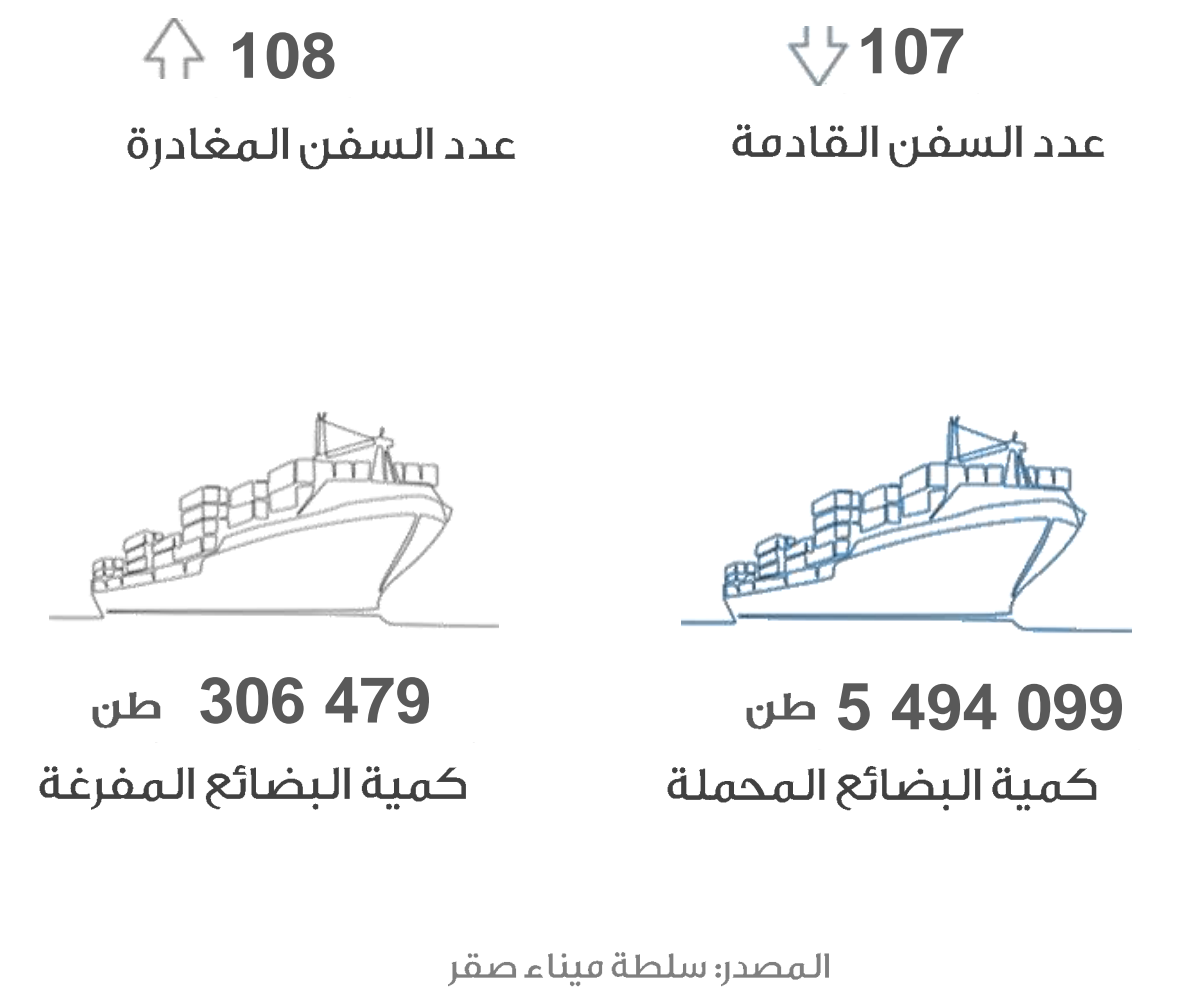 107
عدد السفن القادمة
108
عدد السفن المغادرة
5 494 099 طن
كمية البضائع المحملة
306 479 طن
كمية البضائع المفرغة
المصدر: سلطة ميناء صقر